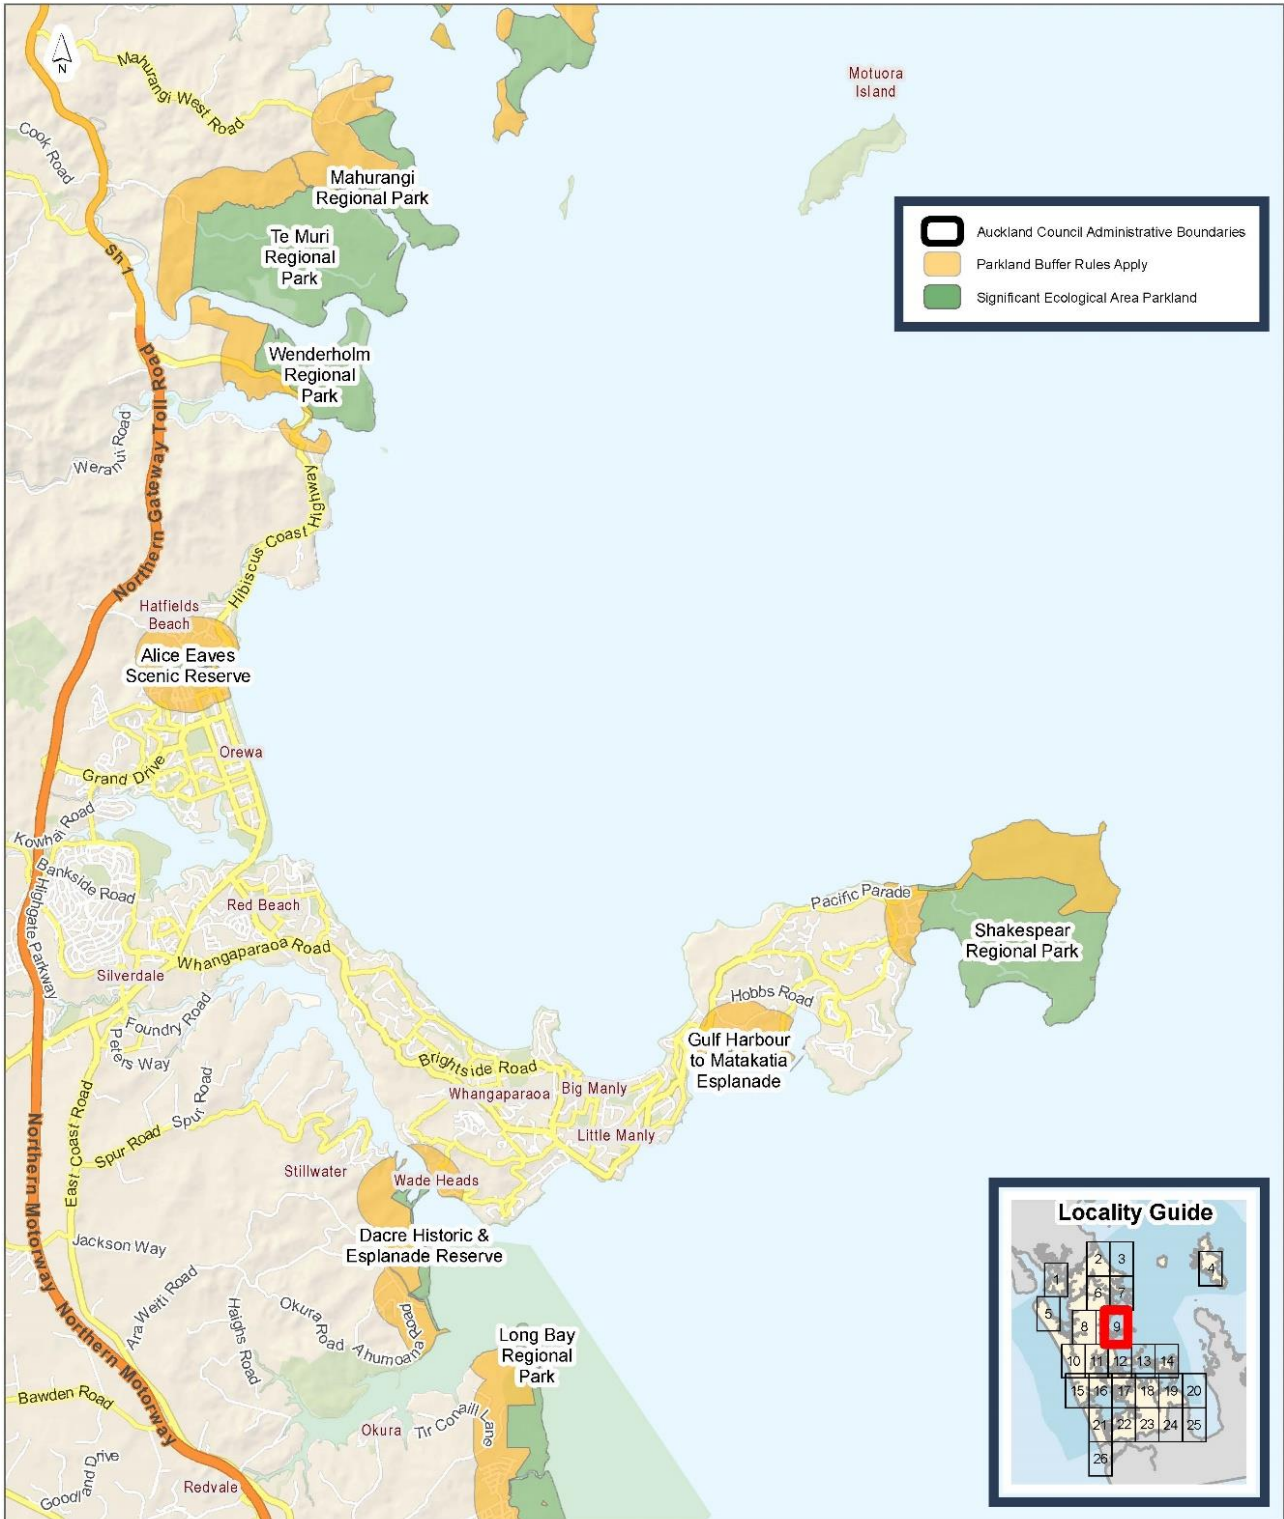 N
Mahurangi West Road
Cook Road
Sh 1
Motuora
Island
Mahurangi
Regional Park
Te Muri
Regional
Park
Auckland Council Administrative Boundaries
Parkland Buffer Rules Apply
Significant Ecological Area Parkland
Wenderholm
Regional
Park
Weranui Road
Northern Gateway Toll Road
Hibiscus Coast Highway
Hatfields
Beach
Alice Eaves
Scenic Reserve
Orewa
Grand Drive
Kowhai Road
Bankside Road
Highgate Parkway
Red Beach
Whangaparaoa Road
Silverdale
Foundry Road
Peters Way
Pacific Parade
Shakespear
Regional Park
Hobbs Road
Gulf Harbour
to Matakatia
Esplanade
Brightside Road
Whangaparaoa
Big Manly
Little Manly
Spur Road
Spur Road
East Coast Road
Northern Motorway
Stillwater
Wade Heads
Dacre Historic &
Esplanade Reserve
Jackson Way
Ara Weiti Road
Haighs Road
Okura Road
Ahumoana Road
Long Bay
Regional
Park
Northern Motorway
Bawden Road
Okura
Tir Conaill Lane
Goodland Drive
Redvale
Locality Guide
1
2
3
4
5
6
7
8
9
10
11
12
13
14
15
16
17
18
19
20
21
22
23
24
25
26